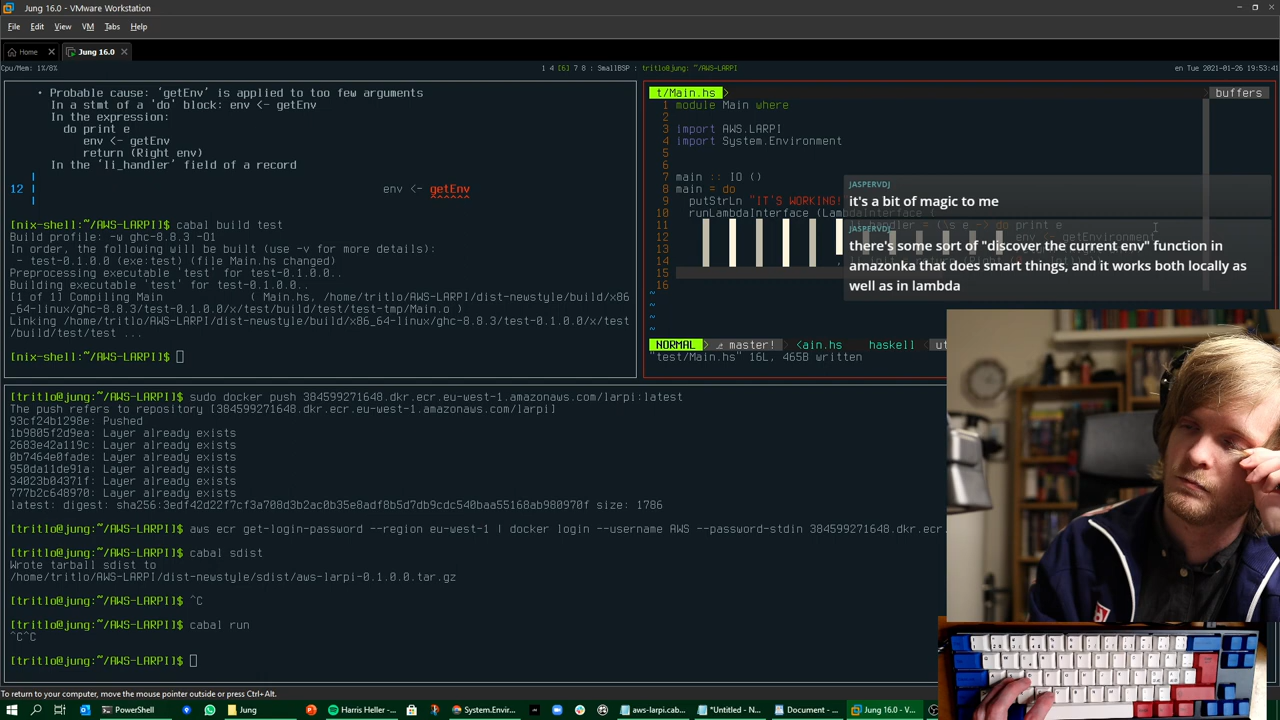 Jung 16.0 - VMware Workstation
File Edit View VM Tabs Help
Home Jung 16.0
Cpu/Mem: 1%/8% 1 4 [6] 7 8 : SmallBSP : tritlo@jung: ~/AWS-LARPI en Tue 2021-01-26 19:53:41
• Probable cause: ‘getEnv’ is applied to too few arguments
In a stmt of a 'do' block: env <- getEnv
In the expression:
do print e
env <- getEnv
return (Right env)
In the ‘li_handler’ field of a record
|
12 | env <- getEnv
| ^^^^^^
[nix-shell:~/AWS-LARPI]$ cabal build test
Build profile: -w ghc-8.8.3 -O1
In order, the following will be built (use -v for more details):
- test-0.1.0.0 (exe:test) (file Main.hs changed)
Preprocessing executable 'test' for test-0.1.0.0..
Building executable 'test' for test-0.1.0.0..
[1 of 1] Compiling Main ( Main.hs, /home/tritlo/AWS-LARPI/dist-newstyle/build/x86
_64-linux/ghc-8.8.3/test-0.1.0.0/x/test/build/test/test-tmp/Main.o )
Linking /home/tritlo/AWS-LARPI/dist-newstyle/build/x86_64-linux/ghc-8.8.3/test-0.1.0.0/x/test
/build/test/test ...
[nix-shell:~/AWS-LARPI]$
t/Main.hs buffers
1 module Main where
2
3 import AWS.LARPI
4 import System.Environment
5
6
7 main :: IO ()
8 main = do
9 putStrLn "IT'S WORKING!
10 runLambdaInterface (LambdaInterface {
11 li_handler = (\s e -> do print e
12 env <- getEnvironment
13
14
15
16
~
~
~
~
NORMAL master! <ain.hs haskell < ut
"test/Main.hs" 16L, 465B written
JASPERVDJ
it's a bit of magic to me
JASPERVDJ
there's some sort of "discover the current env" function in
amazonka that does smart things, and it works both locally as
well as in lambda
[tritlo@jung:~/AWS-LARPI]$ sudo docker push 384599271648.dkr.ecr.eu-west-1.amazonaws.com/larpi:latest
The push refers to repository [384599271648.dkr.ecr.eu-west-1.amazonaws.com/larpi]
93cf24b1298e: Pushed
1b9805f2d9ea: Layer already exists
2683e42a119c: Layer already exists
0b7464e0fade: Layer already exists
950da11de91a: Layer already exists
34023b04371f: Layer already exists
777b2c648970: Layer already exists
latest: digest: sha256:3edf42d22f7cf3a708d3b2ac0b35e8adf8b5d7db9cdc540baa55168ab980970f size: 1786
[tritlo@jung:~/AWS-LARPI]$ aws ecr get-login-password --region eu-west-1 | docker login --username AWS --password-stdin 384599271648.dkr.ecr.
[tritlo@jung:~/AWS-LARPI]$ cabal sdist
Wrote tarball sdist to
/home/tritlo/AWS-LARPI/dist-newstyle/sdist/aws-larpi-0.1.0.0.tar.gz
[tritlo@jung:~/AWS-LARPI]$ ^C
[tritlo@jung:~/AWS-LARPI]$ cabal run
^C^C
[tritlo@jung:~/AWS-LARPI]$
To return to your computer, move the mouse pointer outside or press Ctrl+Alt.
PowerShell Jung Harris Heller - ... System.Envir... aws-larpi.cab... *Untitled - N... Document - ... Jung 16.0 - V...